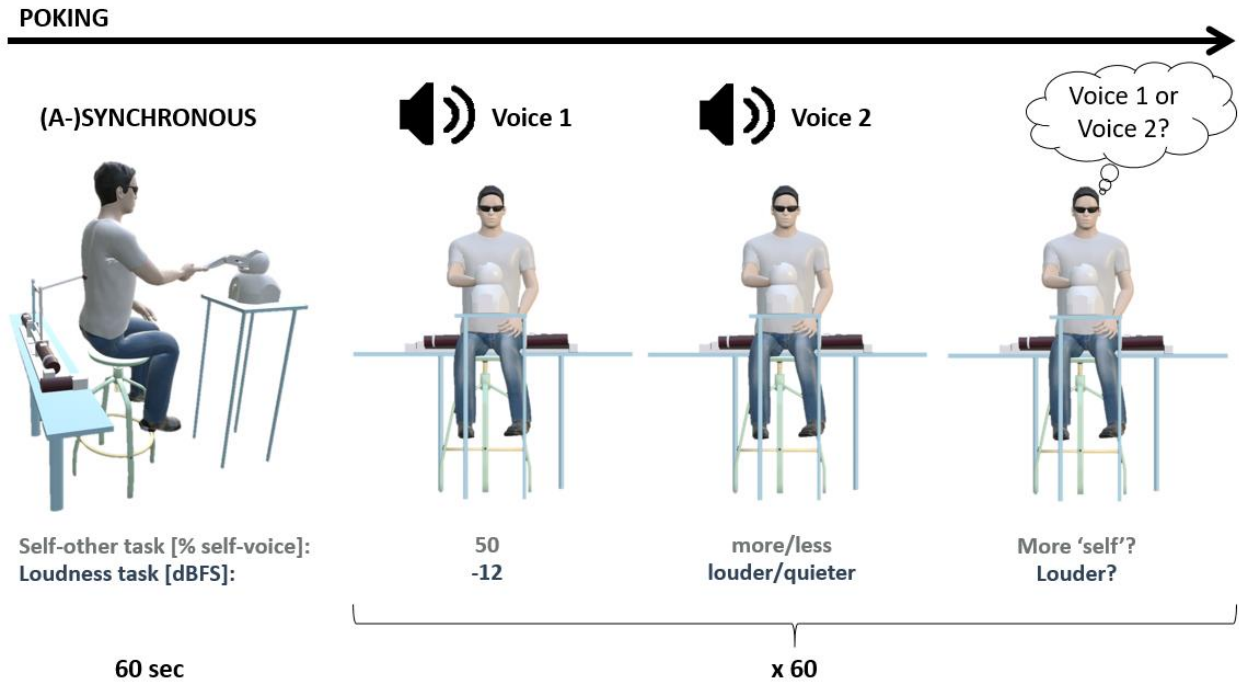 POKING
(A-)SYNCHRONOUS
Voice 1
Voice 2
Voice 1 or
Voice 2?
Self-other task [% self-voice]:
50
more/less
More ‘self’?
Loudness task [dBFS]:
-12
louder/quieter
Louder?
60 sec
x 60